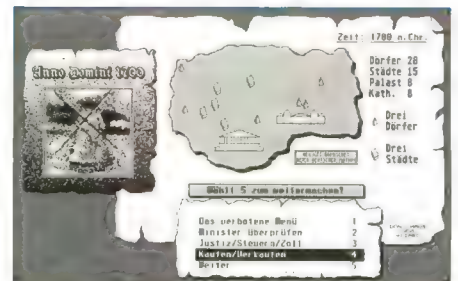 Zeit: 1700 n.Chr.
Anno Domini 1700
Dörfer 28
Städte 15
Palast 8
Kath. 8
Drei
Dörfer
Drei
Städte
Wählt 5 zum weitermachen!
Das verbotene Menü 1
Minister überprüfen 2
Justiz/Steuern/Zoll 3
Kaufen/Verkaufen 4
Weiter 5